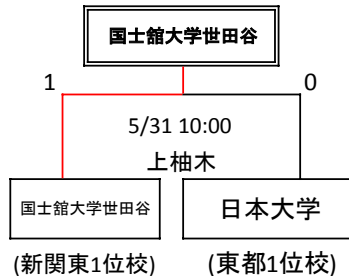 国士舘大学世田谷
1
0
5/31 10:00
上柚木
国士舘大学世田谷
日本大学
(新関東1位校)
(東都1位校)